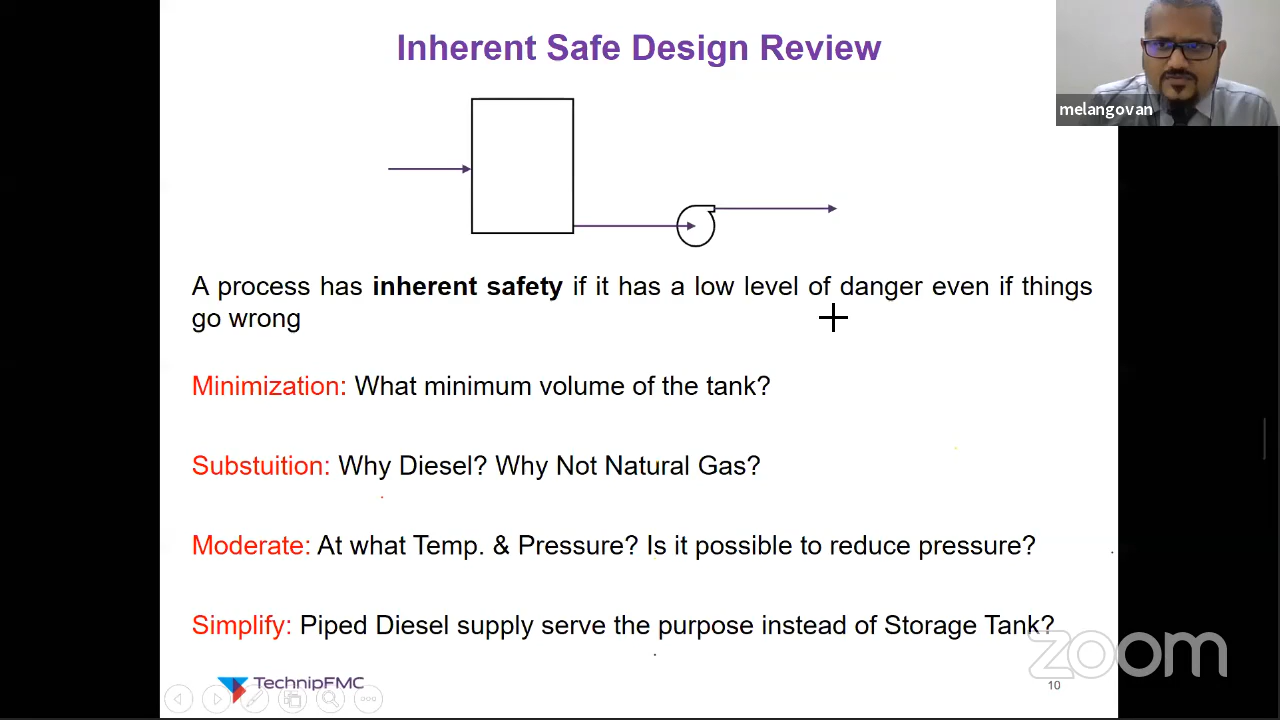 Inherent Safe Design Review
melangovan
A process has inherent safety if it has a low level of danger even if things
go wrong
Minimization: What minimum volume of the tank?
Substuition: Why Diesel? Why Not Natural Gas?
Moderate: At what Temp. & Pressure? Is it possible to reduce pressure?
Simplify: Piped Diesel supply serve the purpose instead of Storage Tank?
TechnipFMC
10
zoom